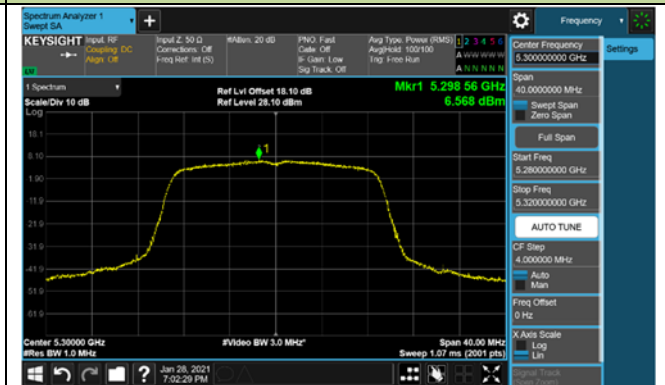 Spectrum Analyzer 1
Swept SA
+
Frequency
KEYSIGHT
Input: RF
Coupling: DC
Align: Off
Input Z: 50 Ω
Corrections: Off
Freq Ref: Int (S)
#Atten: 20 dB
PNO: Fast
Gate: Off
IF Gain: Low
Sig Track: Off
Avg Type: Power (RMS)
Avg|Hold: 100/100
Trig: Free Run
1 2 3 4 5 6
A W W W W W
A N N N N N
1 Spectrum
Scale/Div 10 dB
Log
Ref Lvl Offset 18.10 dB
Ref Level 28.10 dBm
Mkr1 5.298 56 GHz
6.568 dBm
18.1
8.10
1.90
-11.9
-21.9
-31.9
-41.9
-51.9
-61.9
1
Center 5.30000 GHz
#Res BW 1.0 MHz
#Video BW 3.0 MHz*
Span 40.00 MHz
Sweep 1.07 ms (2001 pts)
Center Frequency
5.300000000 GHz
Settings
Span
40.0000000 MHz
Swept Span
Zero Span
Full Span
Start Freq
5.280000000 GHz
Stop Freq
5.320000000 GHz
AUTO TUNE
CF Step
4.000000 MHz
Auto
Man
Freq Offset
0 Hz
X Axis Scale
Log
Lin
Signal Track
(Span Zoom)
?
Jan 28, 2021
7:02:29 PM